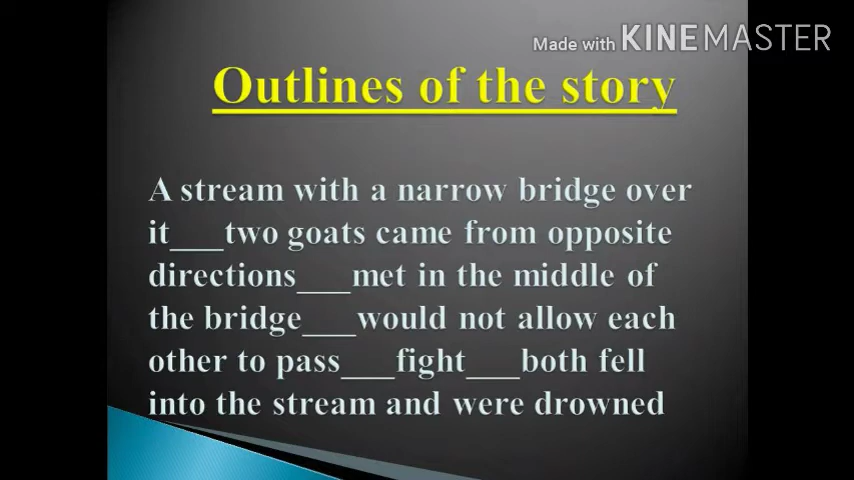 Made with KINEMASTER
Outlines of the story
A stream with a narrow bridge over
it___two goats came from opposite
directions___met in the middle of
the bridge___would not allow each
other to pass___fight___both fell
into the stream and were drowned